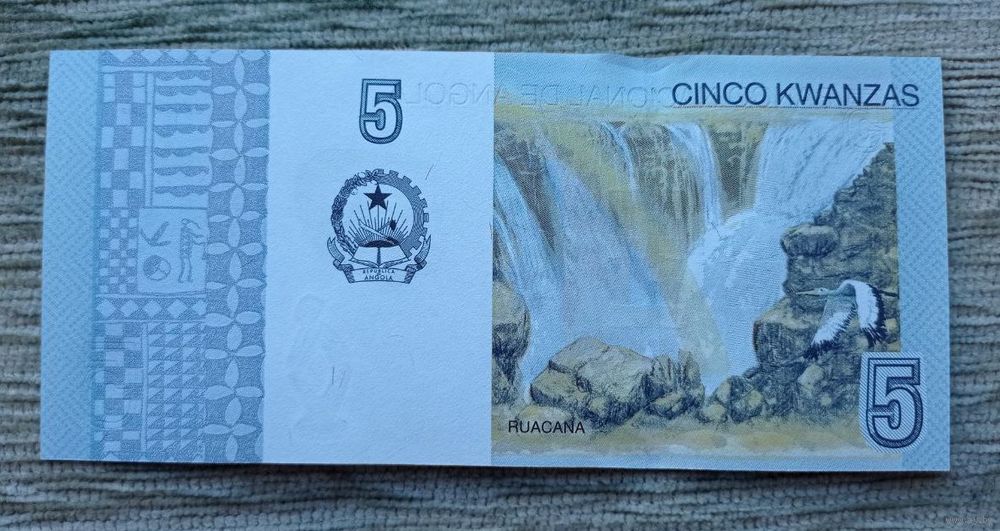 5
CINCO KWANZAS
REPÚBLICA
ANGOLA
RUACANA
5